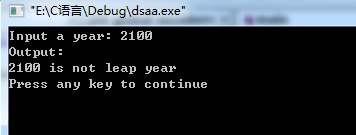 "E:\C语言\Debug\dsaa.exe"
Input a year: 2100
Output:
2100 is not leap year
Press any key to continue